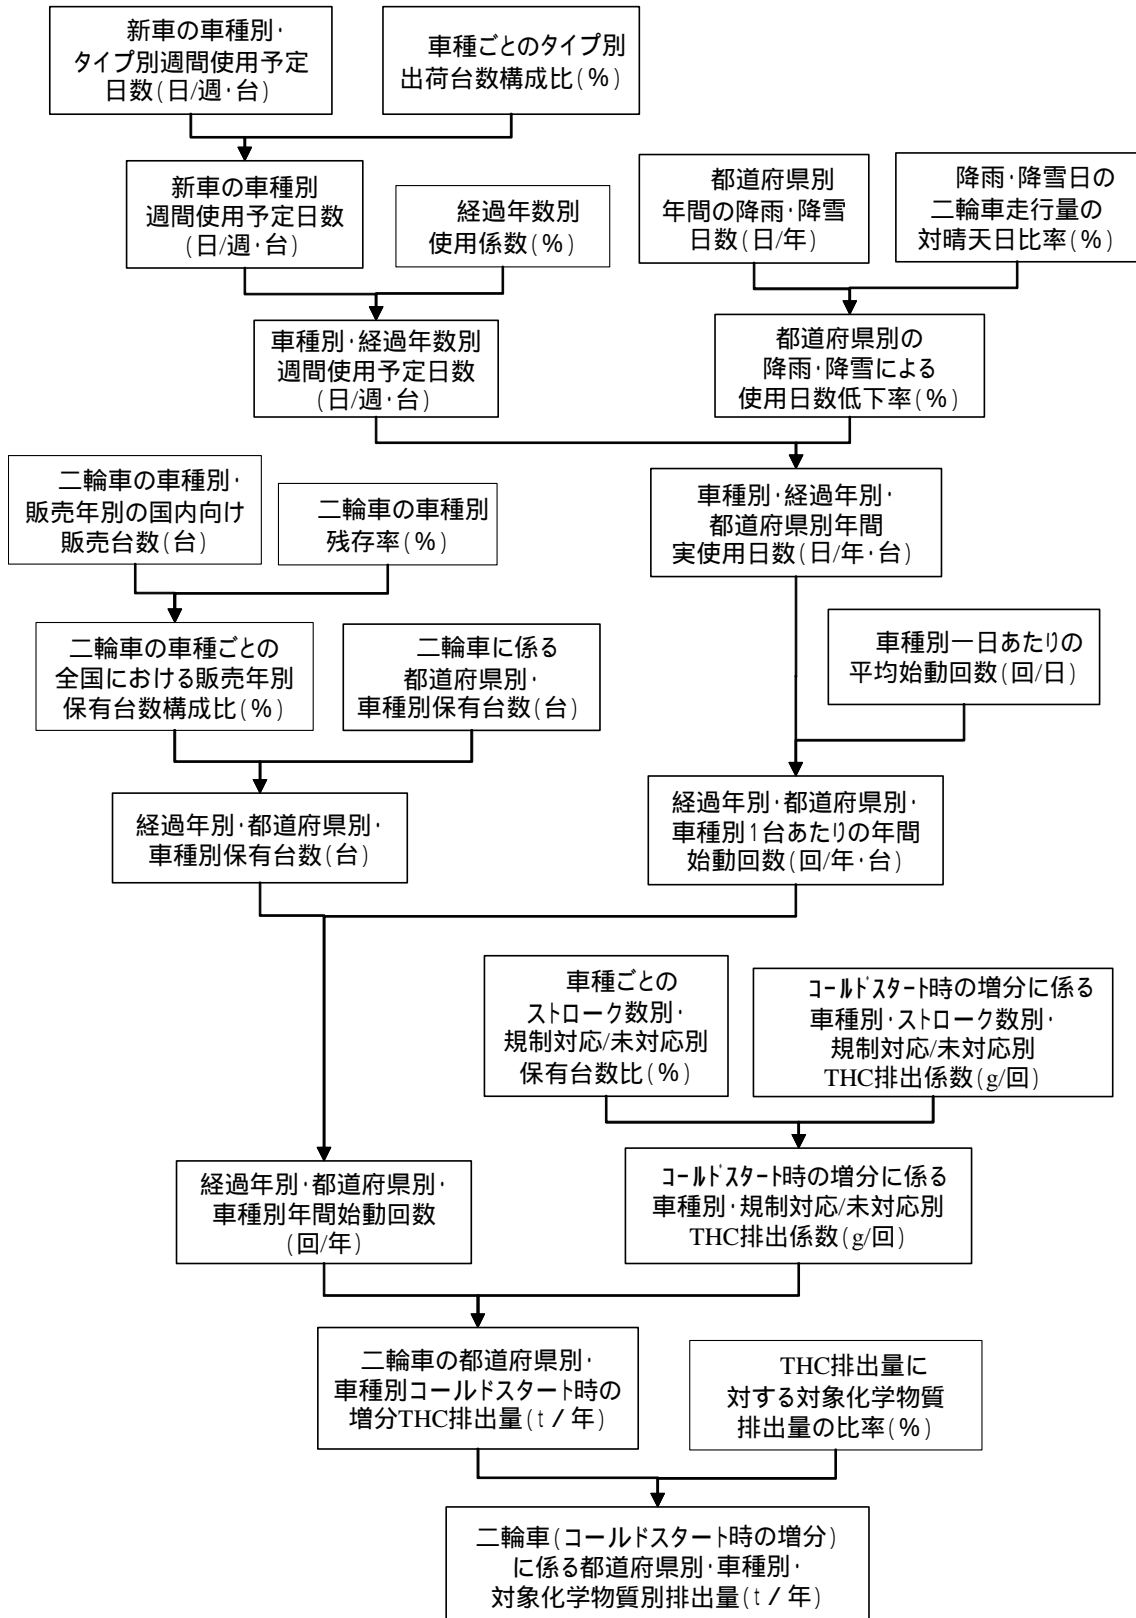 新車の車種別・
タイプ別週間使用予定
日数(日/週・台)
車種ごとのタイプ別
出荷台数構成比(%)
新車の車種別
週間使用予定日数
(日/週・台)
経過年数別
使用係数(%)
都道府県別
年間の降雨・降雪
日数(日/年)
降雨・降雪日の
二輪車走行量の
対晴天日比率(%)
車種別・経過年数別
週間使用予定日数
(日/週・台)
都道府県別の
降雨・降雪による
使用日数低下率(%)
二輪車の車種別・
販売年別の国内向け
販売台数(台)
二輪車の車種別
残存率(%)
車種別・経過年別・
都道府県別年間
実使用日数(日/年・台)
二輪車の車種ごとの
全国における販売年別
保有台数構成比(%)
二輪車に係る
都道府県別・
車種別保有台数(台)
車種別一日あたりの
平均始動回数(回/日)
経過年別・都道府県別・
車種別保有台数(台)
経過年別・都道府県別・
車種別1台あたりの年間
始動回数(回/年・台)
車種ごとの
ストローク数別・
規制対応/未対応別
保有台数比(%)
コールドスタート時の増分に係る
車種別・ストローク数別・
規制対応/未対応別
THC排出係数(g/回)
経過年別・都道府県別・
車種別年間始動回数
(回/年)
コールドスタート時の増分に係る
車種別・規制対応/未対応別
THC排出係数(g/回)
二輪車の都道府県別・
車種別コールドスタート時の
増分THC排出量(t/年)
THC排出量に
対する対象化学物質
排出量の比率(%)
二輪車(コールドスタート時の増分)
に係る都道府県別・車種別・
対象化学物質別排出量(t/年)